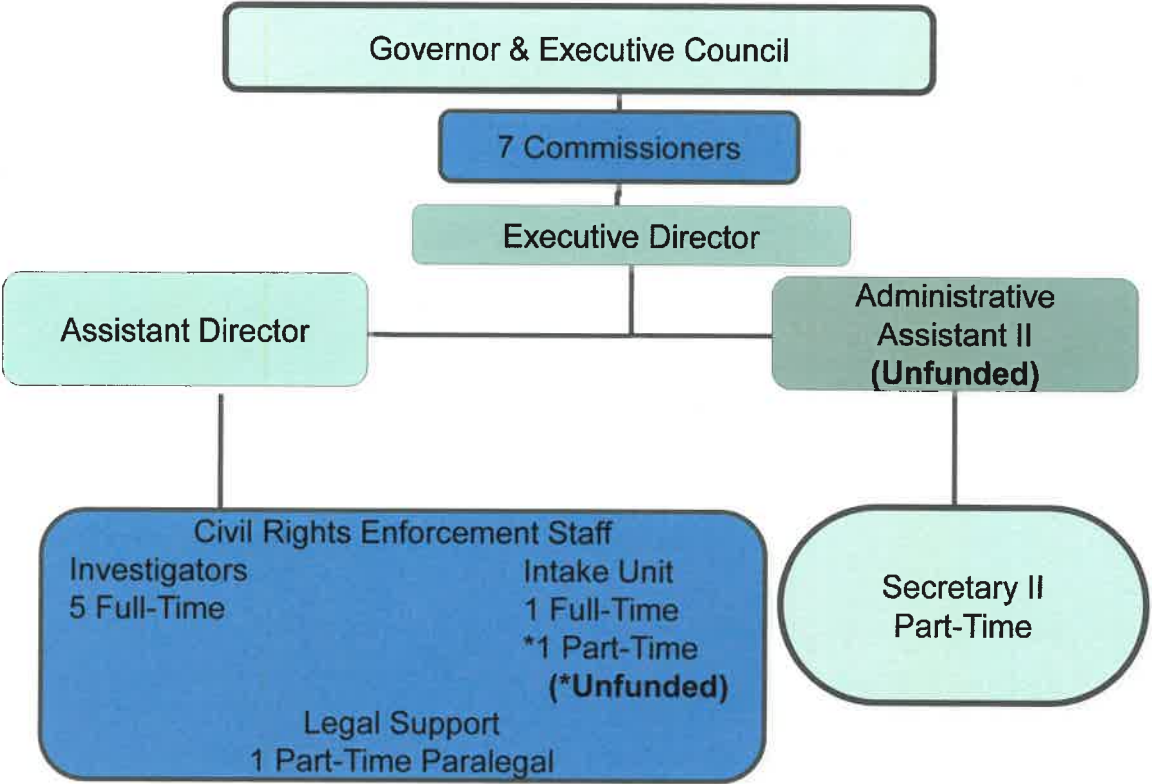 Governor & Executive Council
7 Commissioners
Executive Director
Assistant Director
Administrative
Assistant II
(Unfunded)
Civil Rights Enforcement Staff
Investigators
5 Full-Time
Intake Unit
1 Full-Time
*1 Part-Time
(*Unfunded)
Legal Support
1 Part-Time Paralegal
Secretary II
Part-Time